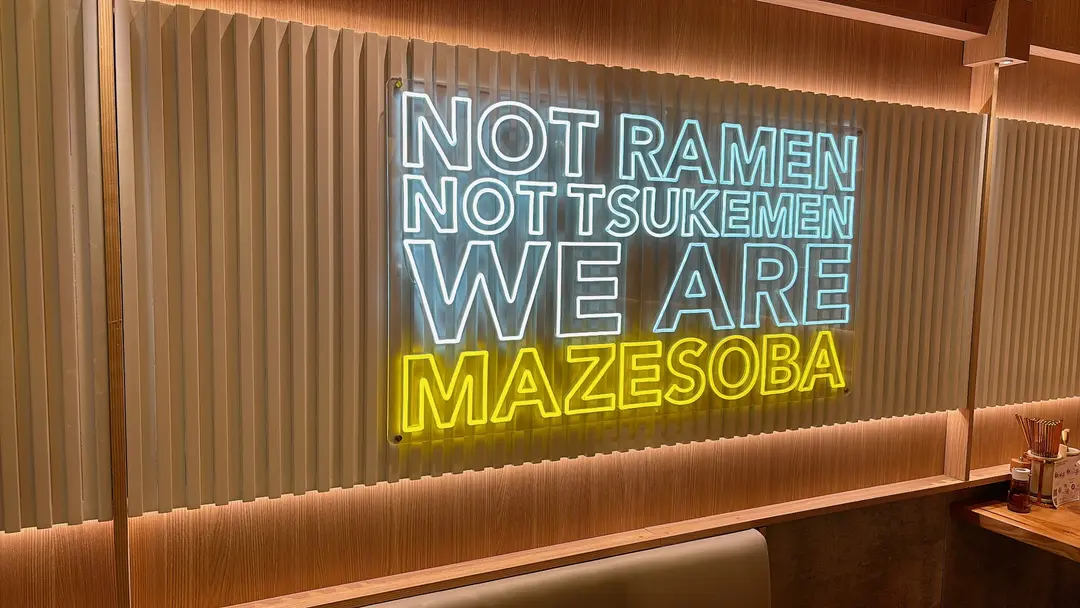 NOT RAMEN
NOT TSUKEMEN
WE ARE
MAZESOBA